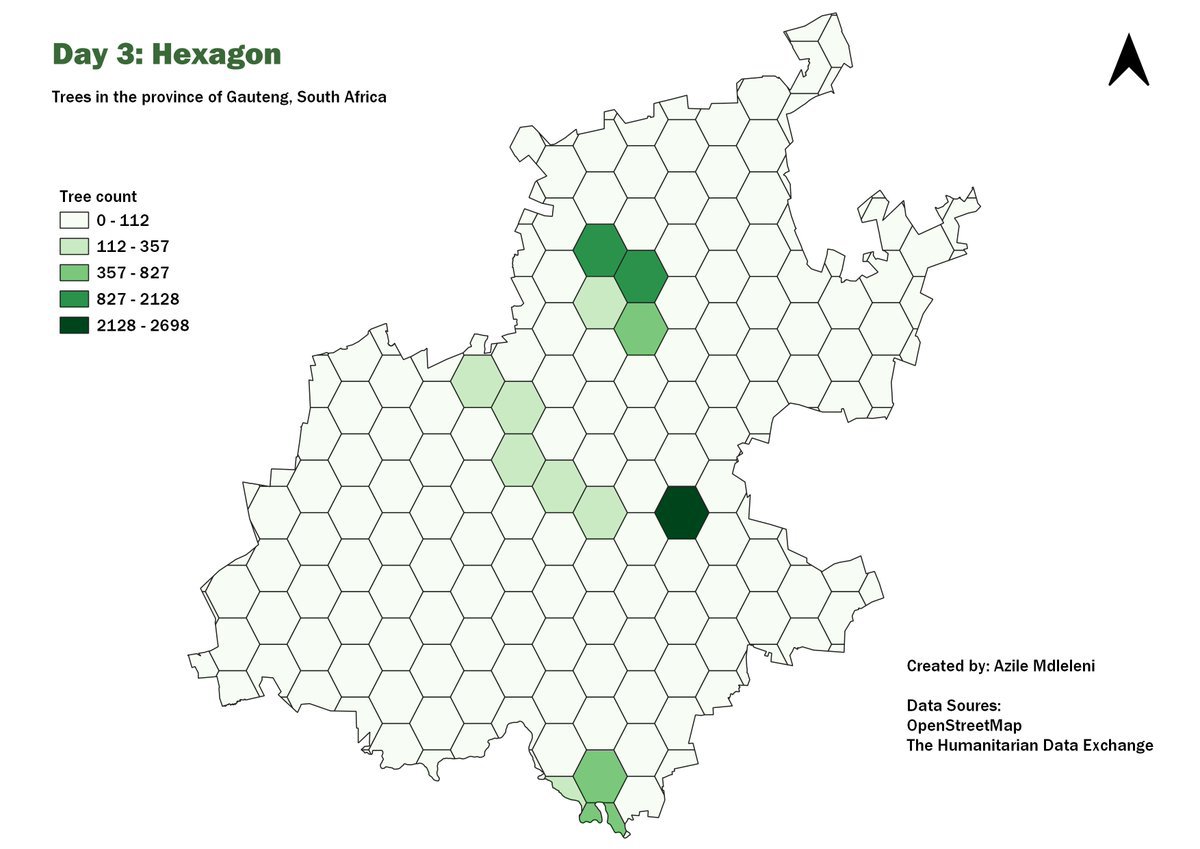 Day 3: Hexagon
Trees in the province of Gauteng, South Africa
Tree count
0 - 112
112 - 357
357 - 827
827 - 2128
2128 - 2698
Created by: Azile Mdleleni
Data Soures:
OpenStreetMap
The Humanitarian Data Exchange